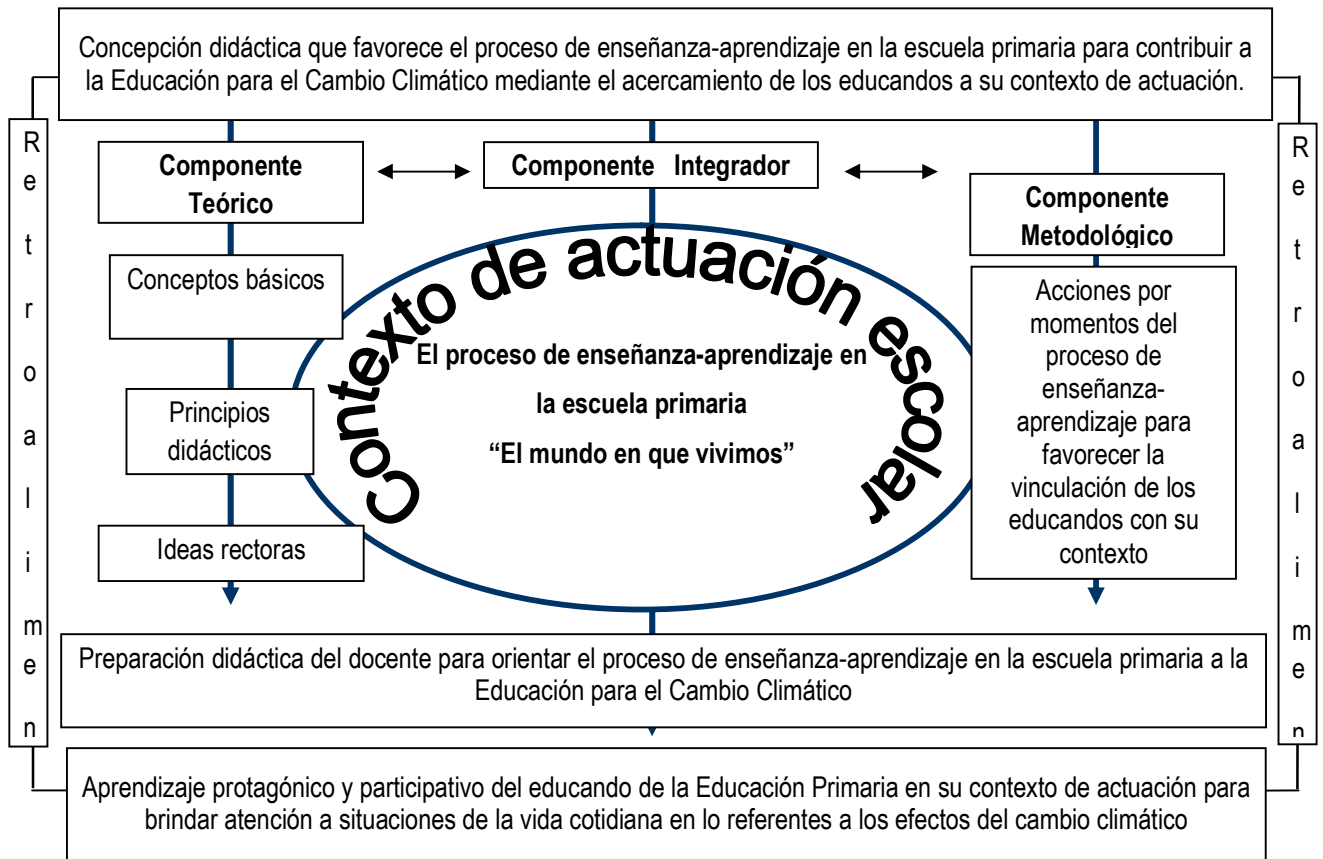 Concepción didáctica que favorece el proceso de enseñanza-aprendizaje en la escuela primaria para contribuir a
la Educación para el Cambio Climático mediante el acercamiento de los educandos a su contexto de actuación.
R e t r o a l i m e n
Componente
Teórico
Conceptos básicos
Principios
didácticos
Ideas rectoras
Componente Integrador
Contexto de actuación escolar
El proceso de enseñanza-aprendizaje en
la escuela primaria
“El mundo en que vivimos”
Componente
Metodológico
Acciones por
momentos del
proceso de
enseñanza-
aprendizaje para
favorecer la
vinculación de los
educandos con su
contexto
R e t r o a l i m e n
Preparación didáctica del docente para orientar el proceso de enseñanza-aprendizaje en la escuela primaria a la
Educación para el Cambio Climático
Aprendizaje protagónico y participativo del educando de la Educación Primaria en su contexto de actuación para
brindar atención a situaciones de la vida cotidiana en lo referentes a los efectos del cambio climático